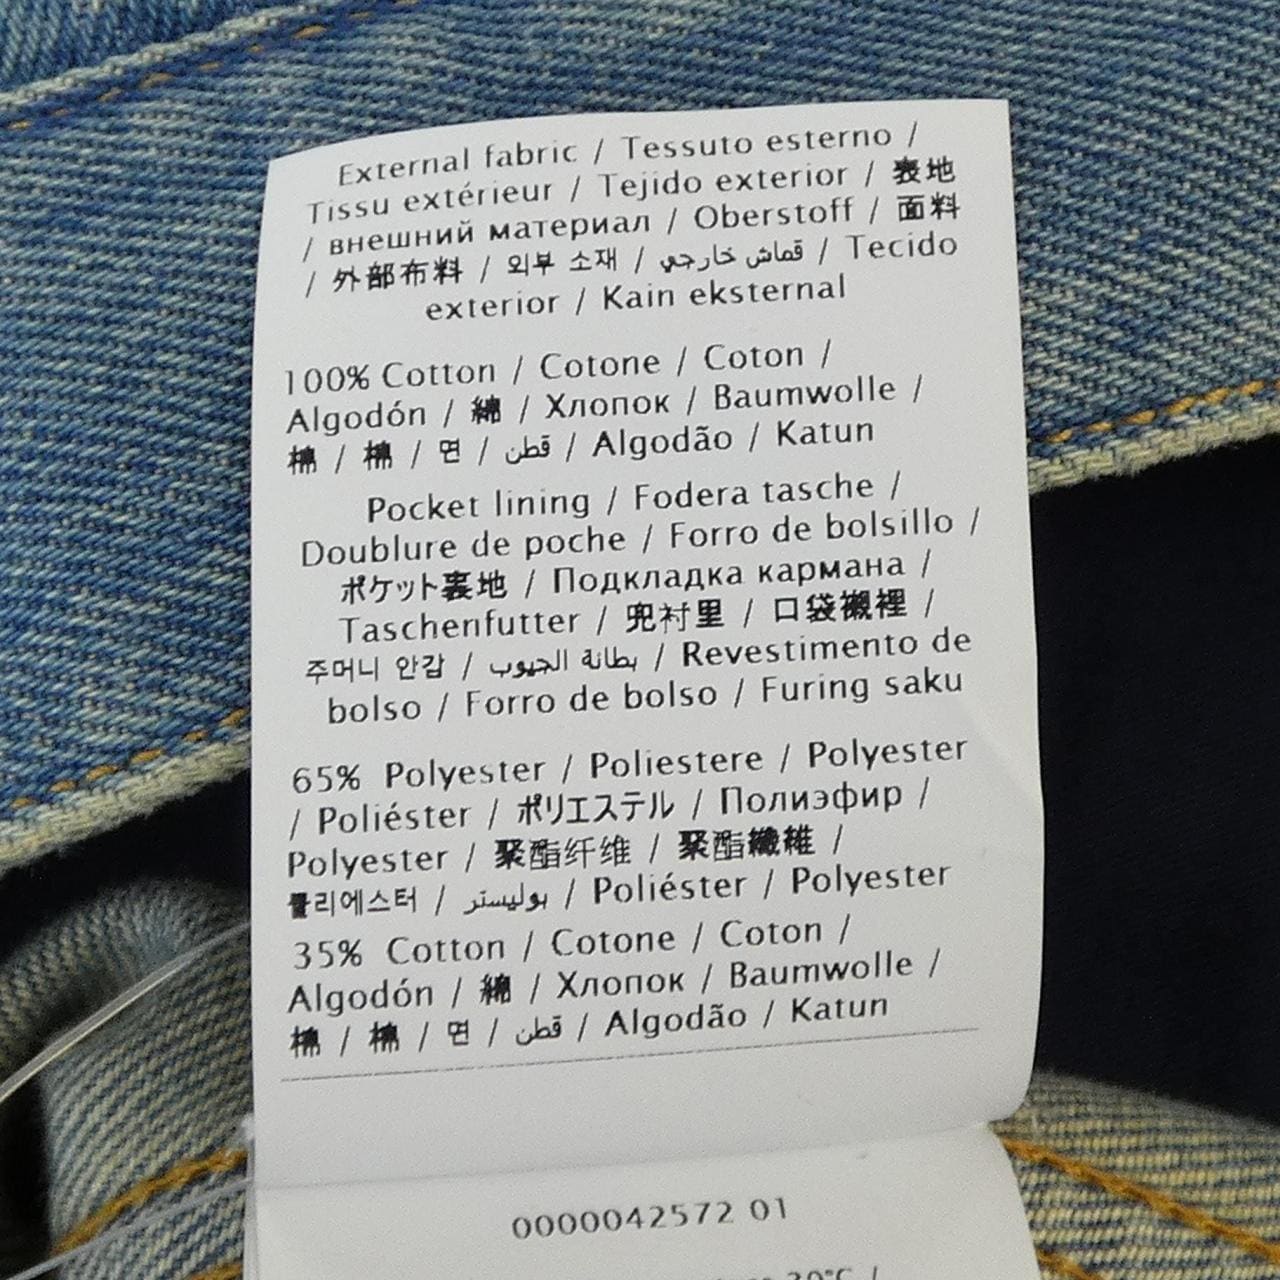 External fabric / Tessuto esterno /
Tissu extérieur / Tejido exterior / 表地
/ внешний материал / Oberstoff / 面料
/ 外部布料 / 외부 소재 / قماش خارجي / Tecido
exterior / Kain eksternal
100% Cotton / Cotone / Coton /
Algodón / 綿 / Хлопок / Baumwolle /
棉 / 棉 / 면 / قطن / Algodão / Katun
Pocket lining / Fodera tasche /
Doublure de poche / Forro de bolsillo /
ポケット裏地 / Подкладка кармана /
Taschenfutter / 兜衬里 / 口袋襯裡 /
주머니 안감 / بطانة الجيوب / Revestimento de
bolso / Forro de bolso / Furing saku
65% Polyester / Poliestere / Polyester
/ Poliéster / ポリエステル / Полиэфир /
Polyester / 聚酯纤维 / 聚酯纖維 /
폴리에스터 / بوليستر / Poliéster / Polyester
35% Cotton / Cotone / Coton /
Algodón / 綿 / Хлопок / Baumwolle /
棉 / 棉 / 면 / قطن / Algodão / Katun
0000042572 01
30°C /